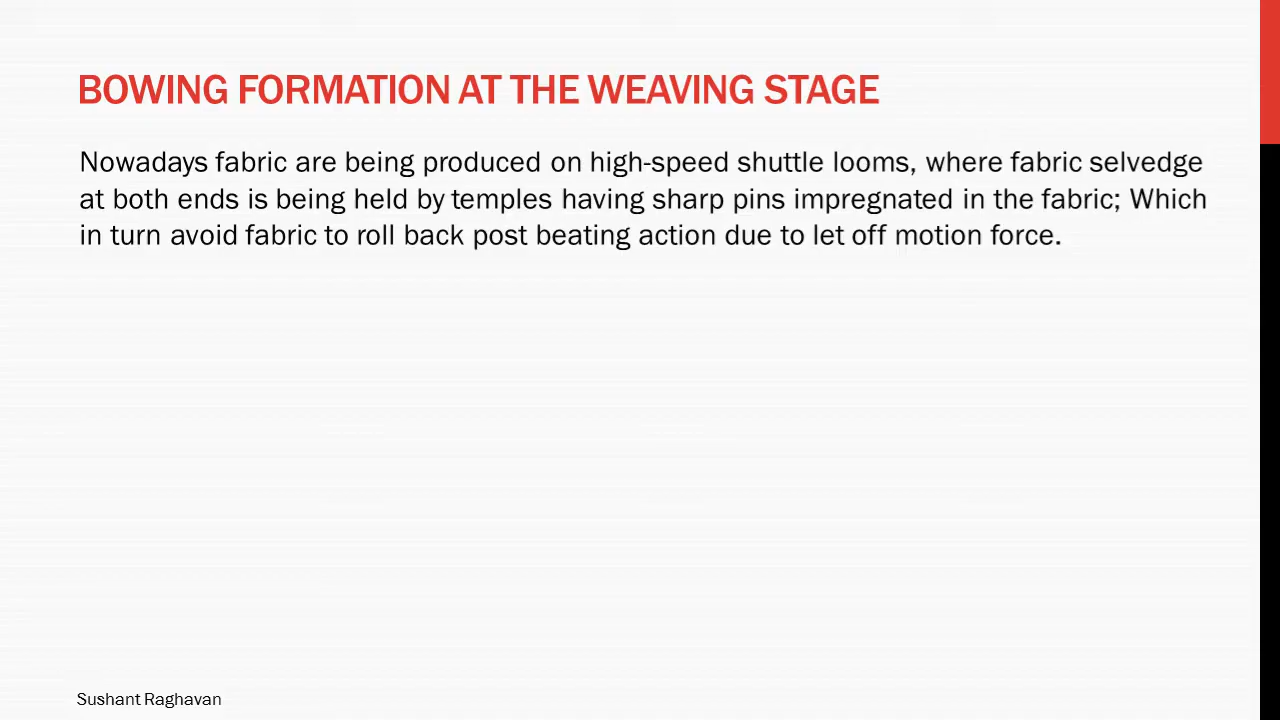 BOWING FORMATION AT THE WEAVING STAGE
Nowadays fabric are being produced on high-speed shuttle looms, where fabric selvedge
at both ends is being held by temples having sharp pins impregnated in the fabric; Which
in turn avoid fabric to roll back post beating action due to let off motion force.
Sushant Raghavan